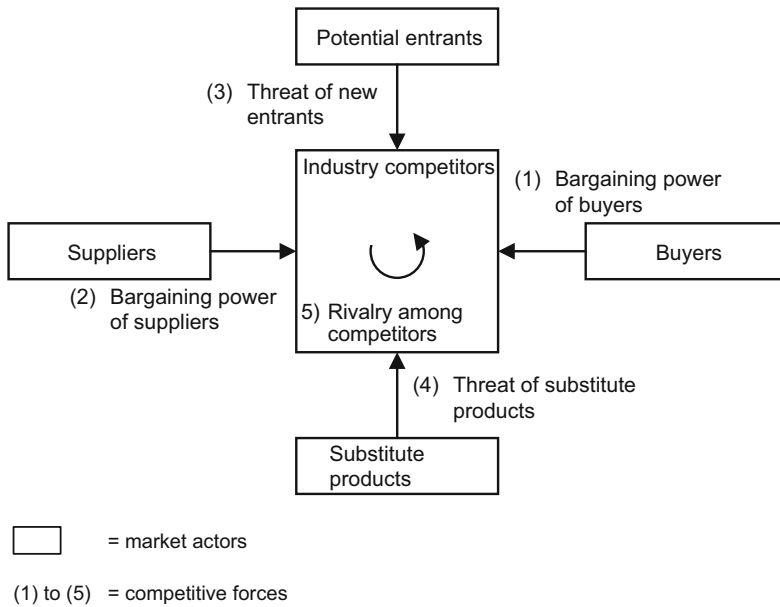 Potential entrants
(3) Threat of new
entrants
Industry competitors
(1) Bargaining power
of buyers
Suppliers
Buyers
(2) Bargaining power
of suppliers
5) Rivalry among
competitors
(4) Threat of substitute
products
Substitute
products
= market actors
(1) to (5) = competitive forces